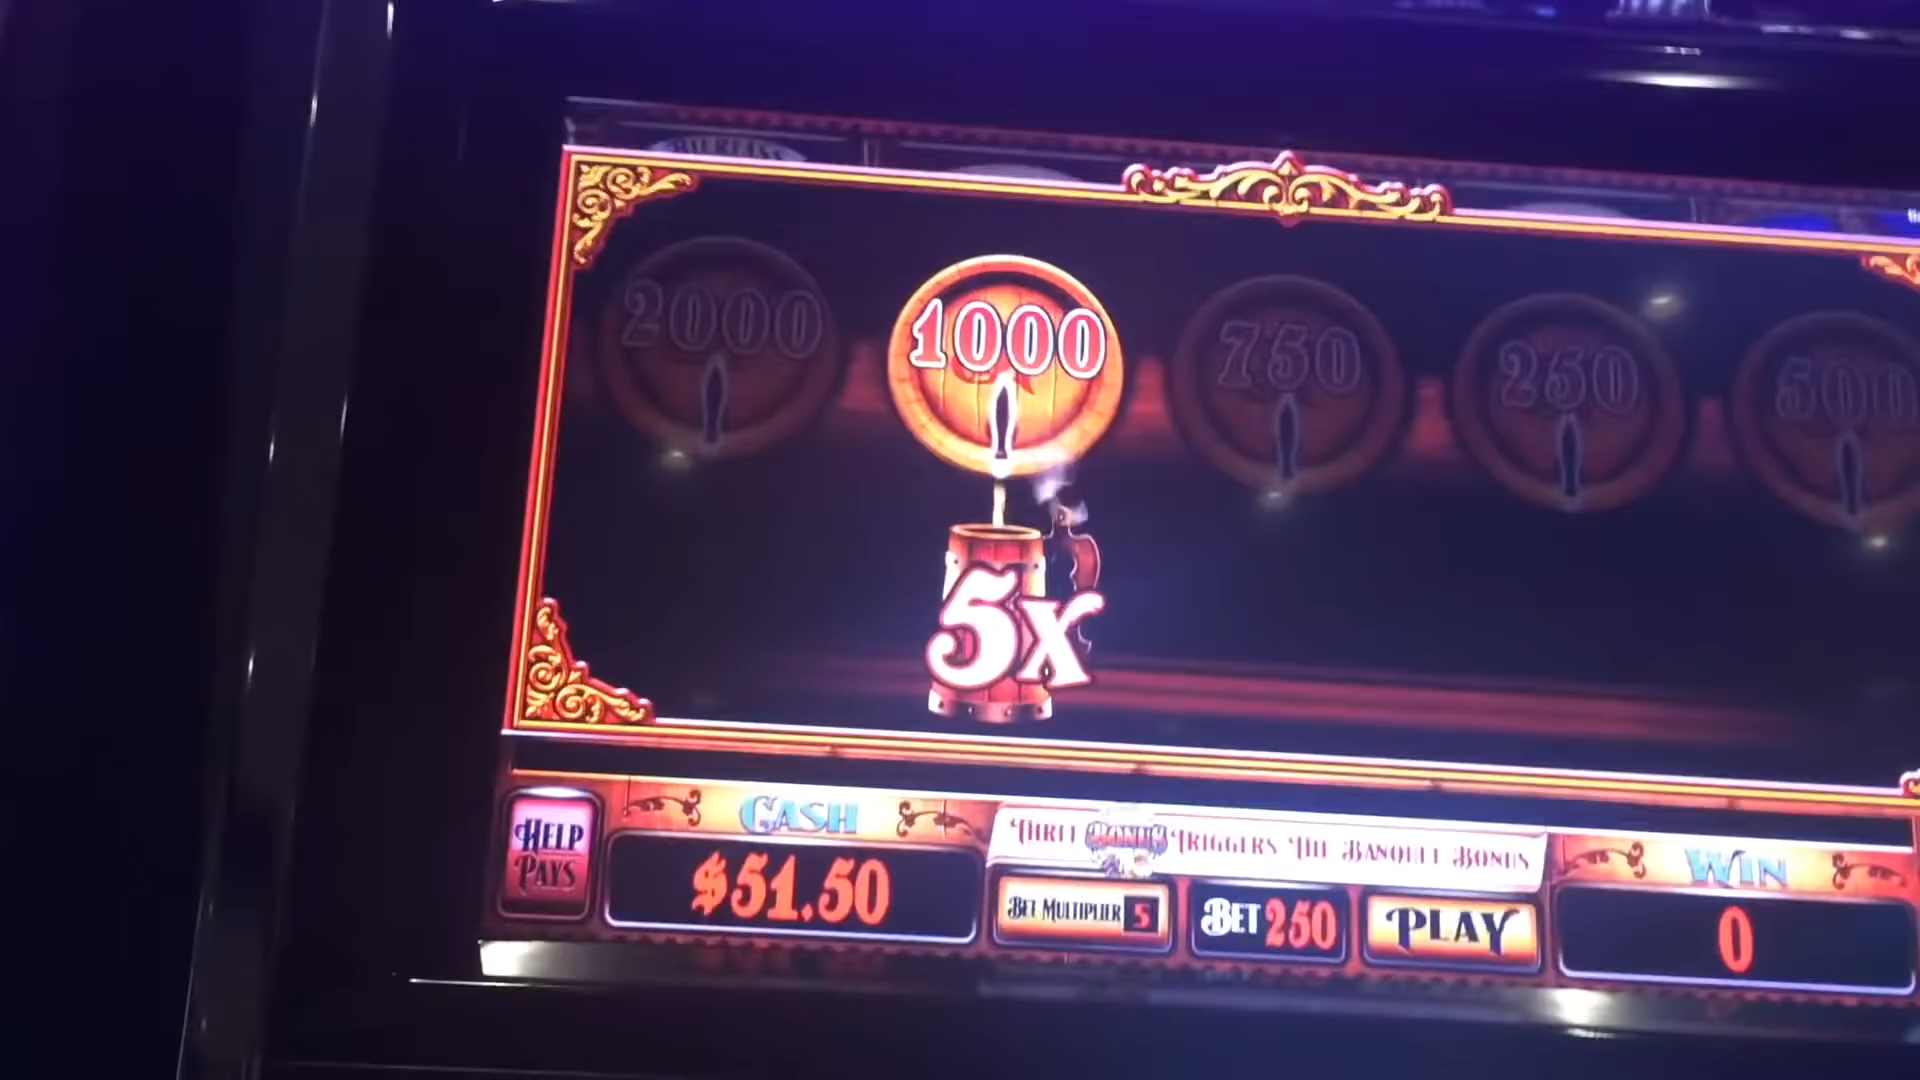 2000
1000
750
250
500
5x
HELP
PAYS
CASH
$51.50
THREE BONUS TRIGGERS THE BANQUET BONUS
BET MULTIPLIER 5
BET 250
PLAY
WIN
0